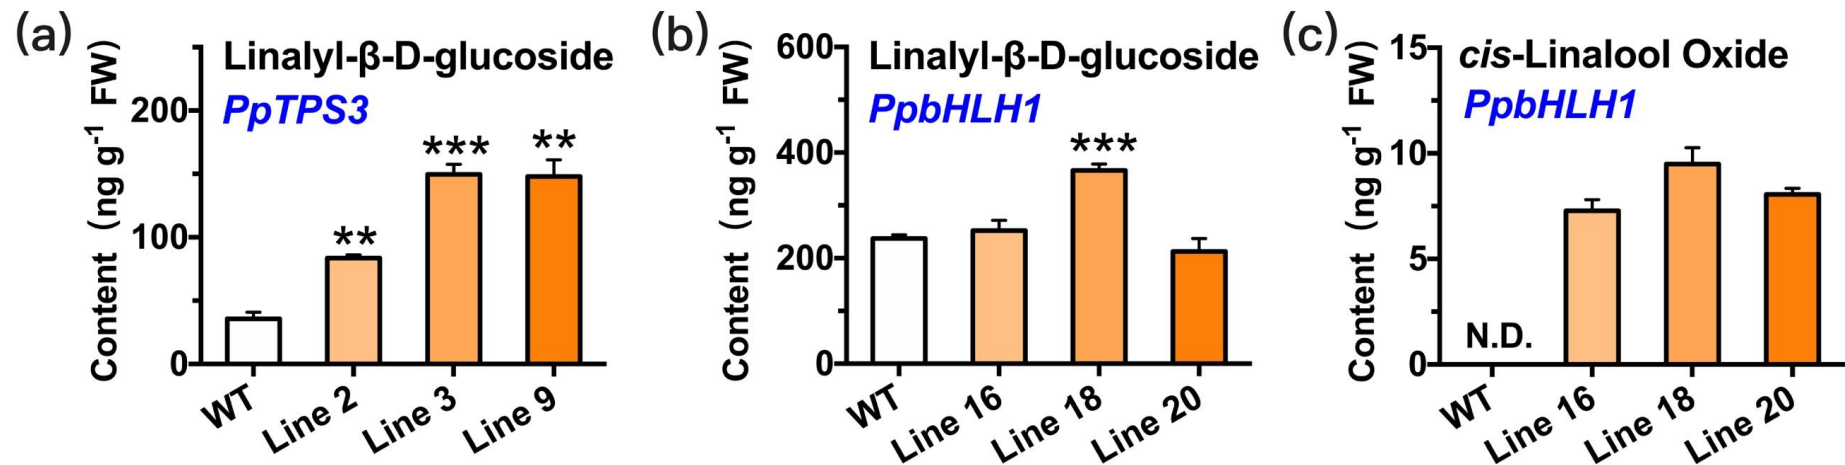 (a)
Linalyl-β-D-glucoside
PpTPS3
Content (ng g-1 FW)
200
100
0
**
***
**
WT
Line 2
Line 3
Line 9
(b)
Linalyl-β-D-glucoside
PpbHLH1
Content (ng g-1 FW)
600
400
200
0
***
WT
Line 16
Line 18
Line 20
(c)
cis-Linalool Oxide
PpbHLH1
Content (ng g-1 FW)
15
10
5
0
N.D.
WT
Line 16
Line 18
Line 20